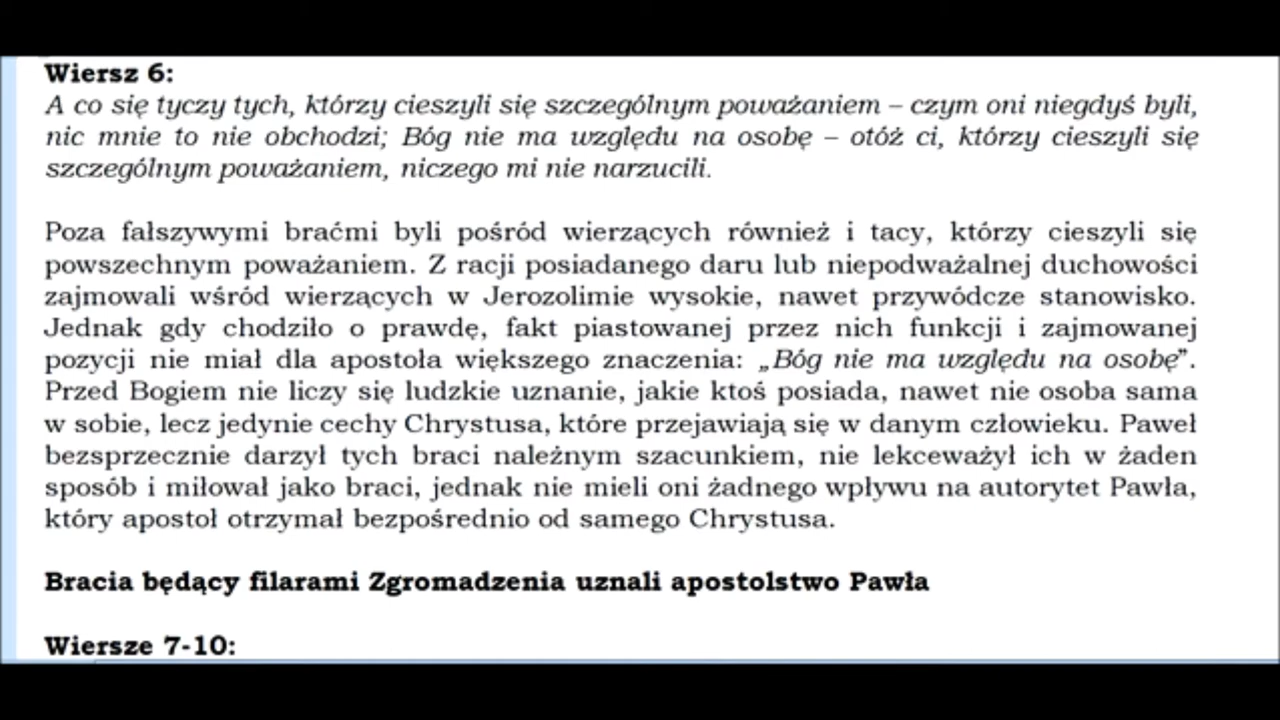 Wiersz 6:
A co się tyczy tych, którzy cieszyli się szczególnym poważaniem – czym oni niegdyś byli,
nic mnie to nie obchodzi; Bóg nie ma względu na osobę – otóż ci, którzy cieszyli się
szczególnym poważaniem, niczego mi nie narzucili.
Poza fałszywymi braćmi byli pośród wierzących również i tacy, którzy cieszyli się
powszechnym poważaniem. Z racji posiadanego daru lub niepodważalnej duchowości
zajmowali wśród wierzących w Jerozolimie wysokie, nawet przywódcze stanowisko.
Jednak gdy chodziło o prawdę, fakt piastowanej przez nich funkcji i zajmowanej
pozycji nie miał dla apostoła większego znaczenia: „Bóg nie ma względu na osobę”.
Przed Bogiem nie liczy się ludzkie uznanie, jakie ktoś posiada, nawet nie osoba sama
w sobie, lecz jedynie cechy Chrystusa, które przejawiają się w danym człowieku. Paweł
bezsprzecznie darzył tych braci należnym szacunkiem, nie lekceważył ich w żaden
sposób i miłował jako braci, jednak nie mieli oni żadnego wpływu na autorytet Pawła,
który apostoł otrzymał bezpośrednio od samego Chrystusa.
Bracia będący filarami Zgromadzenia uznali apostolstwo Pawła
Wiersze 7-10: